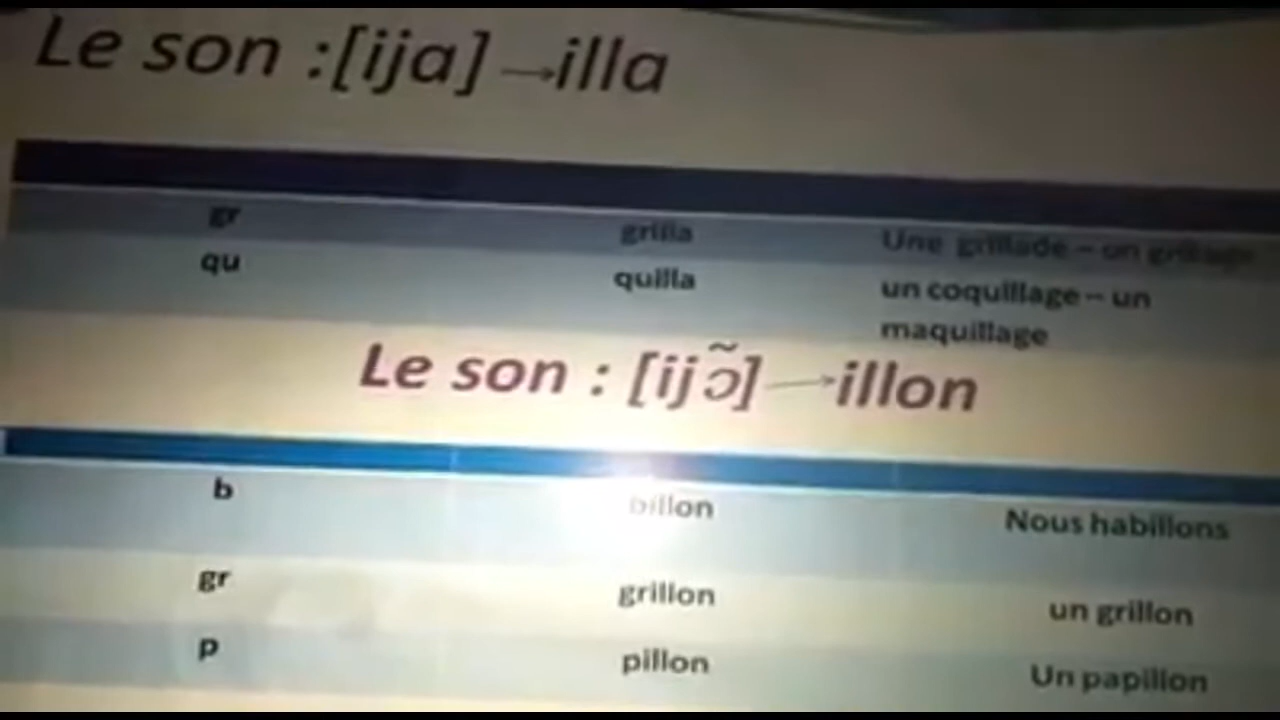 Le son :[ija]→illa
gr grilla Une grillade – un grillage
qu quilla un coquillage – un
maquillage
Le son : [ijɔ̃]→illon
b billon Nous habillons
gr grillon un grillon
p pillon Un papillon